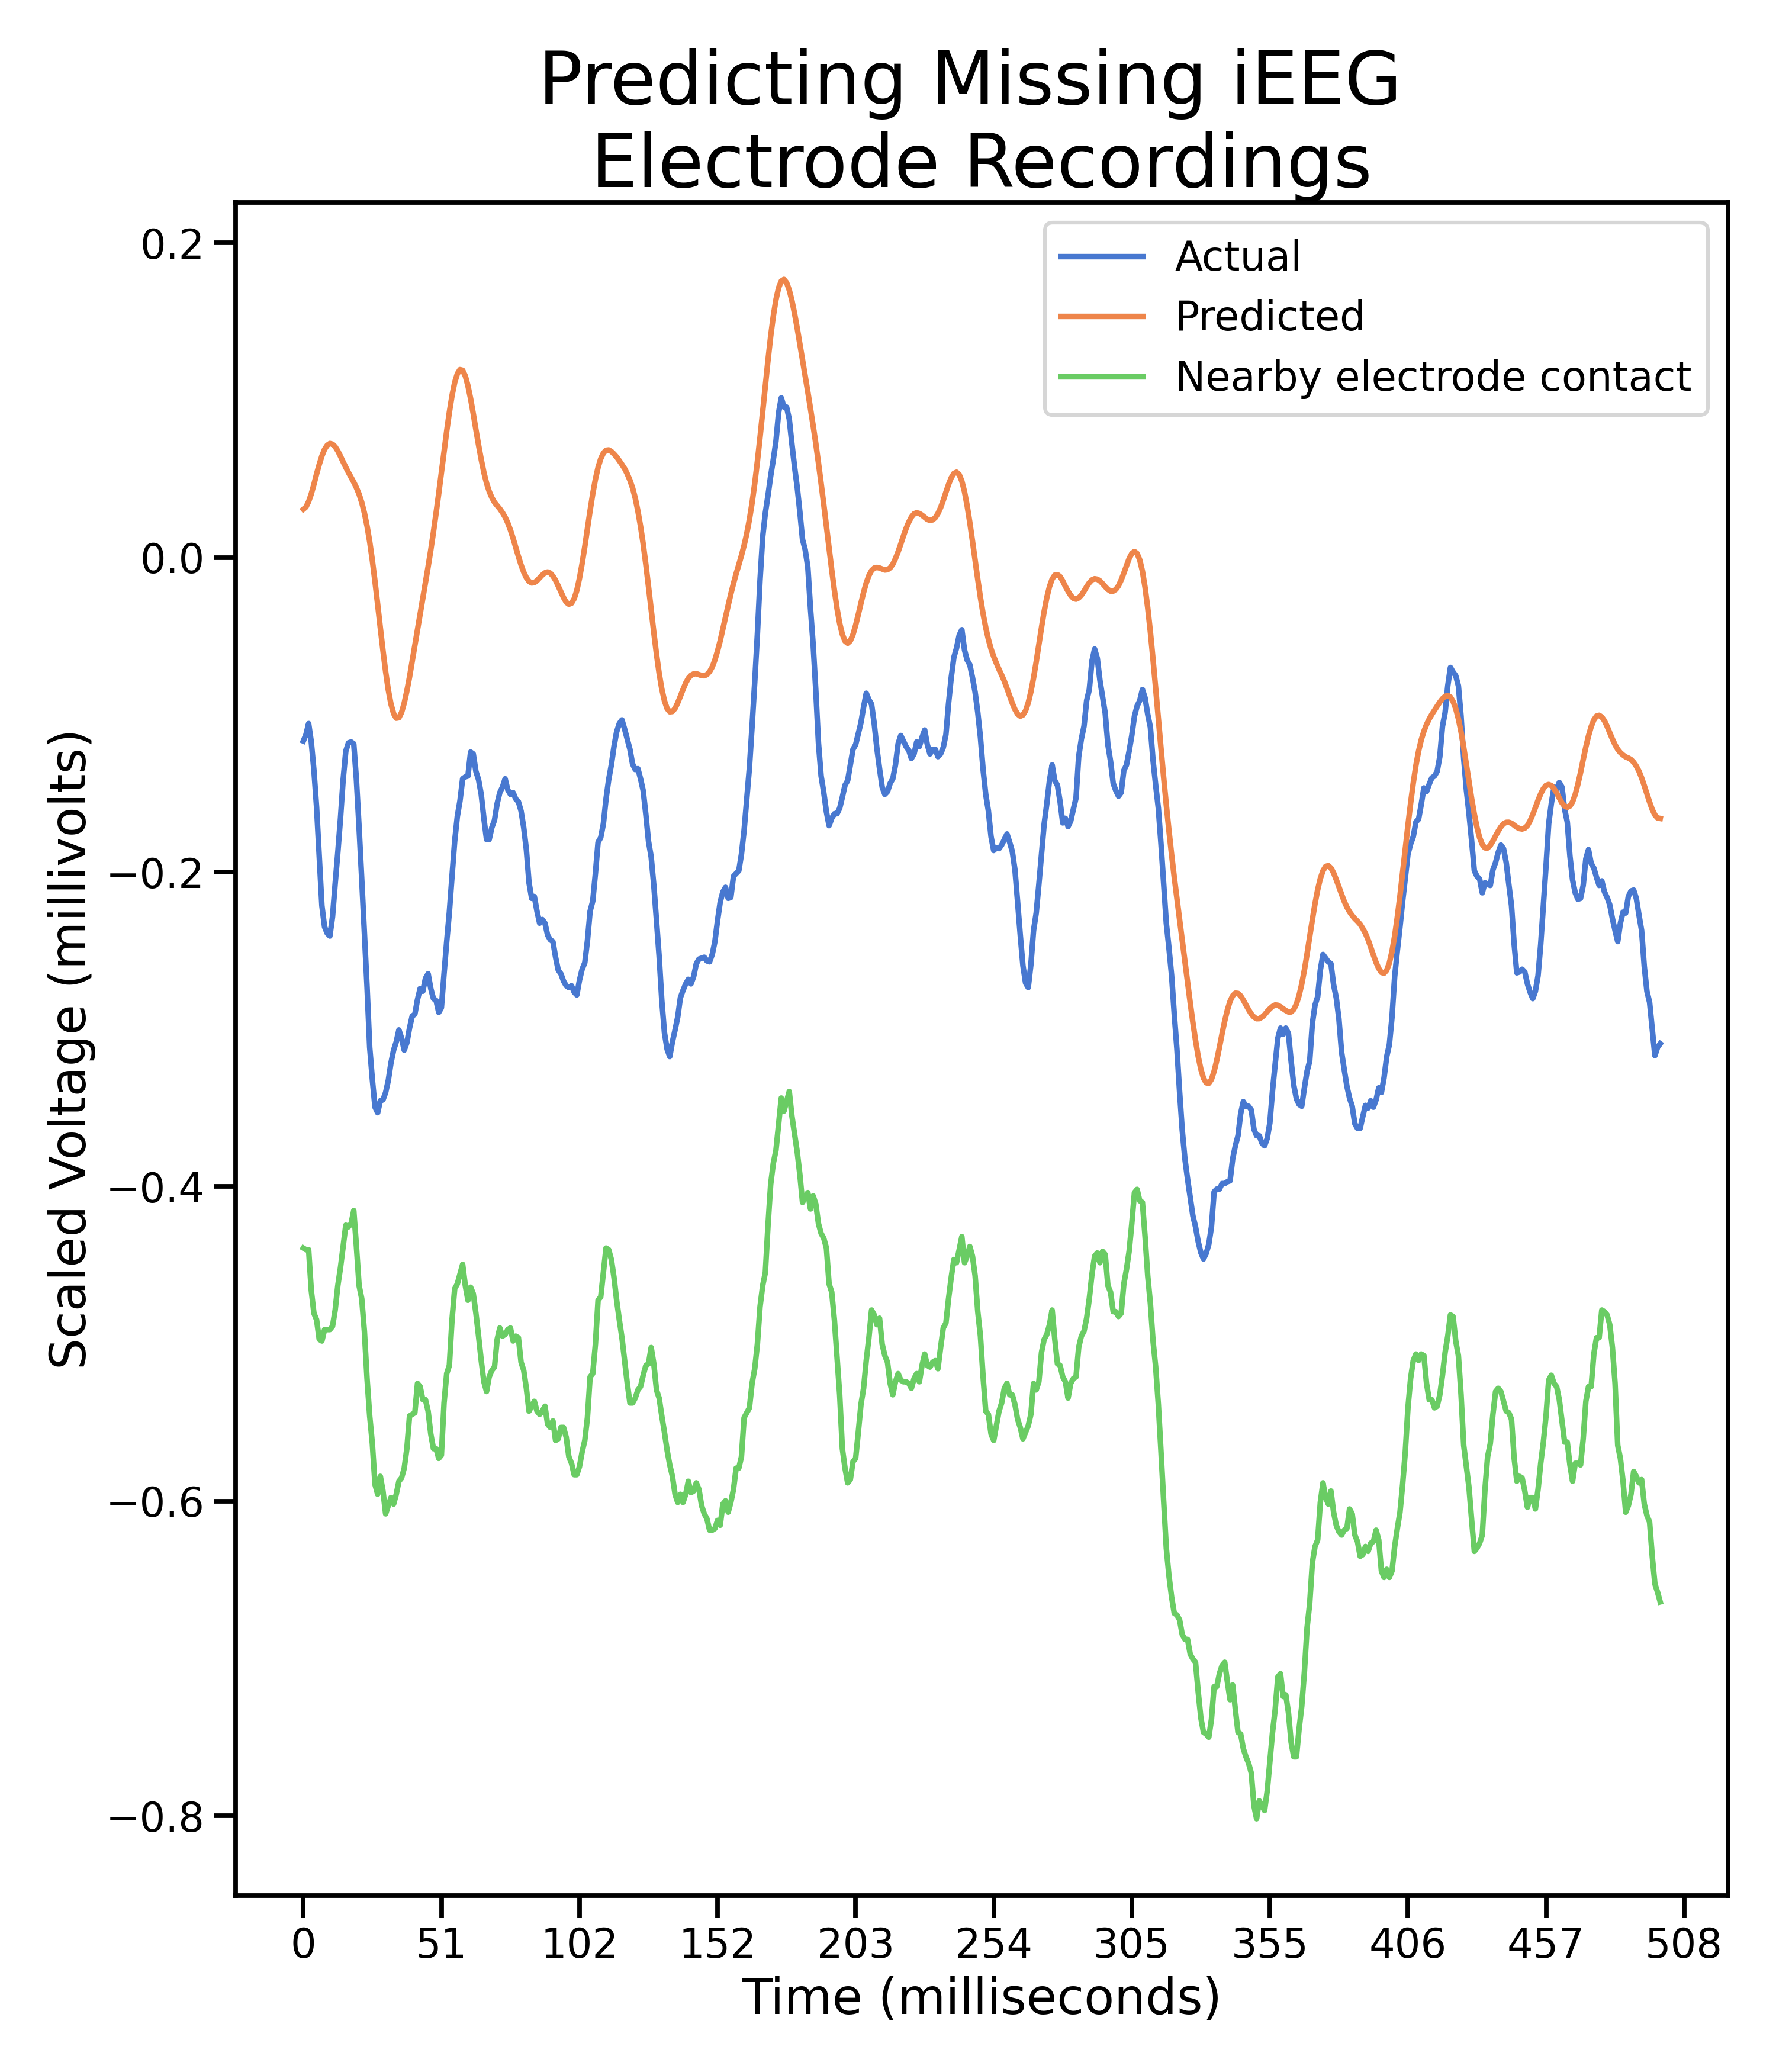 Predicting Missing iEEG
Electrode Recordings
Actual
Predicted
Nearby electrode contact
Scaled Voltage (millivolts)
0.2
0.0
−0.2
−0.4
−0.6
−0.8
0 51 102 152 203 254 305 355 406 457 508
Time (milliseconds)